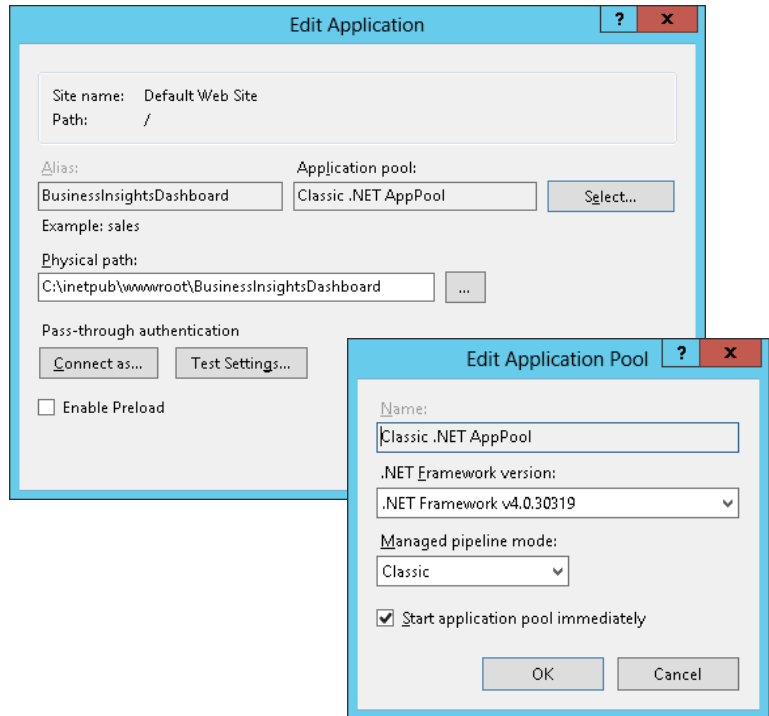 Edit Application
? x
Site name: Default Web Site
Path: /
Alias: Application pool:
BusinessInsightsDashboard Classic .NET AppPool Select...
Example: sales
Physical path:
C:\inetpub\wwwroot\BusinessInsightsDashboard ...
Pass-through authentication
Connect as... Test Settings...
Enable Preload
Edit Application Pool
? x
Name:
Classic .NET AppPool
.NET Framework version:
.NET Framework v4.0.30319
Managed pipeline mode:
Classic
Start application pool immediately
OK Cancel